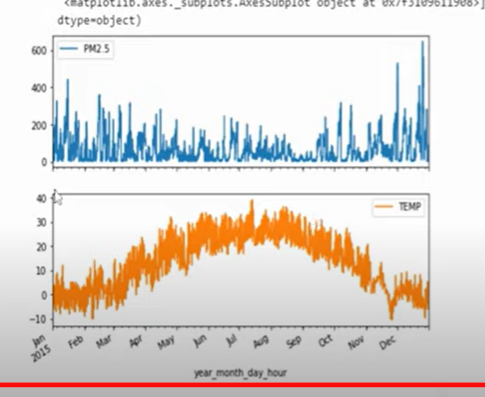 <matplotlib.axes._subplots.AxesSubplot object at 0x7f3109611908>]
dtype=object)
PM2.5
600
400
200
0
TEMP
40
30
20
10
0
−10
Jan 2015 Feb Mar Apr May Jun Jul Aug Sep Oct Nov Dec
year_month_day_hour